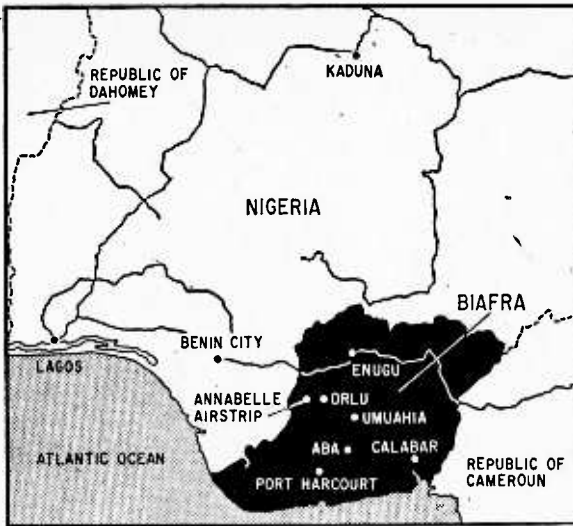 REPUBLIC OF
DAHOMEY
KADUNA
NIGERIA
BIAFRA
BENIN CITY
LAGOS
ENUGU
ANNABELLE
AIRSTRIP
ORLU
UMUAHIA
ATLANTIC OCEAN
ABA
CALABAR
PORT HARCOURT
REPUBLIC OF
CAMEROUN